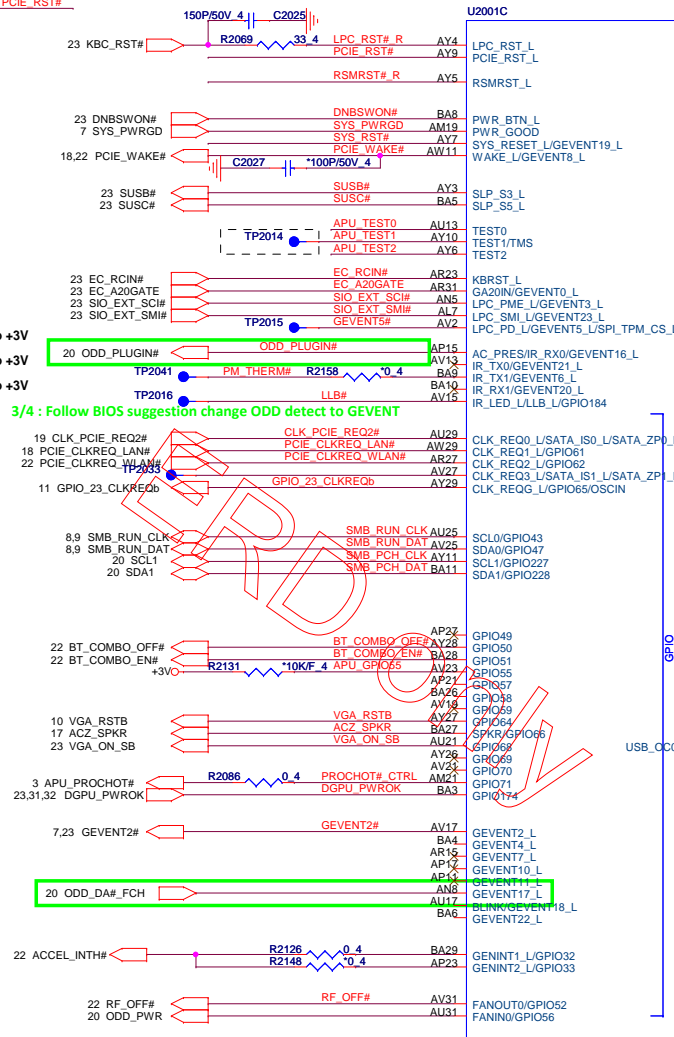 PCIE_RST#
150P/50V_4 C2025
U2001C
23 KBC_RST# R2069 33_4 LPC_RST#_R AY4 LPC_RST_L
PCIE_RST# AY9 PCIE_RST_L
RSMRST#_R AY5 RSMRST_L
23 DNBSWON# DNBSWON# BA8 PWR_BTN_L
7 SYS_PWRGD SYS_PWRGD AM19 PWR_GOOD
SYS_RST# AY7 SYS_RESET_L/GEVENT19_L
18,22 PCIE_WAKE# PCIE_WAKE# AW11 WAKE_L/GEVENT8_L
C2027 *100P/50V_4
23 SUSB# SUSB# AY3 SLP_S3_L
23 SUSC# SUSC# BA5 SLP_S5_L
APU_TEST0 AU13 TEST0
TP2014 APU_TEST1 AY10 TEST1/TMS
APU_TEST2 AY6 TEST2
23 EC_RCIN# EC_RCIN# AR23 KBRST_L
23 EC_A20GATE EC_A20GATE AR31 GA20IN/GEVENT0_L
23 SIO_EXT_SCI# SIO_EXT_SCI# AN5 LPC_PME_L/GEVENT3_L
23 SIO_EXT_SMI# SIO_EXT_SMI# AL7 LPC_SMI_L/GEVENT23_L
TP2015 GEVENT5# AV2 LPC_PD_L/GEVENT5_L/SPI_TPM_CS_L
+3V
20 ODD_PLUGIN# ODD_PLUGIN# AP15 AC_PRES/IR_RX0/GEVENT16_L
+3V AV13 IR_TX0/GEVENT21_L
TP2041 PM_THERM# R2158 *0_4 BA9 IR_TX1/GEVENT6_L
+3V BA10 IR_RX1/GEVENT20_L
TP2016 LLB# AV15 IR_LED_L/LLB_L/GPIO184
3/4 : Follow BIOS suggestion change ODD detect to GEVENT
19 CLK_PCIE_REQ2# CLK_PCIE_REQ2# AU29 CLK_REQ0_L/SATA_IS0_L/SATA_ZP0_
18 PCIE_CLKREQ_LAN# PCIE_CLKREQ_LAN# AW29 CLK_REQ1_L/GPIO61
22 PCIE_CLKREQ_WLAN# PCIE_CLKREQ_WLAN# AR27 CLK_REQ2_L/GPIO62
TP2033 AV27 CLK_REQ3_L/SATA_IS1_L/SATA_ZP1_
11 GPIO_23_CLKREQb GPIO_23_CLKREQb AY29 CLK_REQG_L/GPIO65/OSCIN
8,9 SMB_RUN_CLK SMB_RUN_CLK AU25 SCL0/GPIO43
8,9 SMB_RUN_DAT SMB_RUN_DAT AV25 SDA0/GPIO47
20 SCL1 SMB_PCH_CLK AY11 SCL1/GPIO227
20 SDA1 SMB_PCH_DAT BA11 SDA1/GPIO228
AP27 GPIO49
22 BT_COMBO_OFF# BT_COMBO_OFF# AY28 GPIO50
22 BT_COMBO_EN# BT_COMBO_EN# BA28 GPIO51
+3V R2131 *10K/F_4 APU_GPIO55 AV23 GPIO55
AP21 GPIO57
BA26 GPIO58
AV19 GPIO59
10 VGA_RSTB VGA_RSTB AY27 GPIO64
17 ACZ_SPKR ACZ_SPKR BA27 SPKR/GPIO66
23 VGA_ON_SB VGA_ON_SB AU21 GPIO68
AY26 GPIO69
AV21 GPIO70
3 APU_PROCHOT# R2086 0_4 PROCHOT#_CTRL AM21 GPIO71
23,31,32 DGPU_PWROK DGPU_PWROK BA3 GPIO174
GPIO
USB_OC0
7,23 GEVENT2# GEVENT2# AV17 GEVENT2_L
BA4 GEVENT4_L
AR15 GEVENT7_L
AP17 GEVENT10_L
AP11 GEVENT11_L
20 ODD_DA#_FCH AN8 GEVENT17_L
AU17 BLINK/GEVENT18_L
BA6 GEVENT22_L
22 ACCEL_INTH# R2126 0_4 BA29 GENINT1_L/GPIO32
R2148 *0_4 AP23 GENINT2_L/GPIO33
22 RF_OFF# RF_OFF# AV31 FANOUT0/GPIO52
20 ODD_PWR AU31 FANIN0/GPIO56